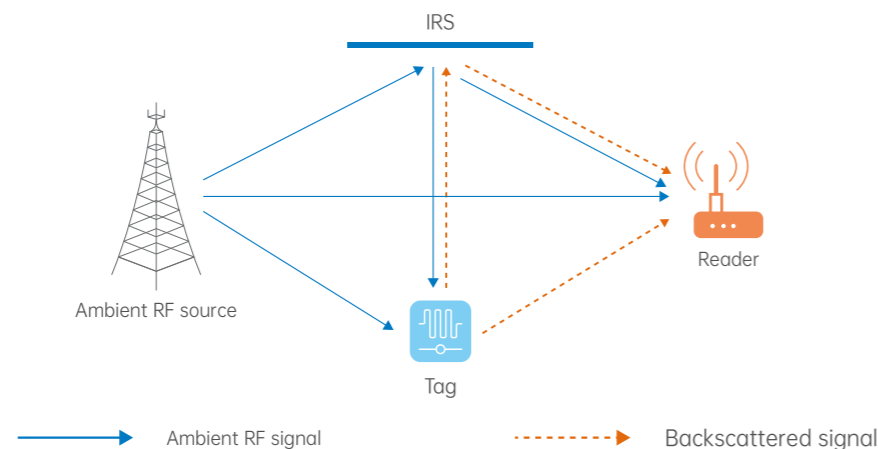 IRS
Reader
Ambient RF source
Tag
Ambient RF signal
Backscattered signal